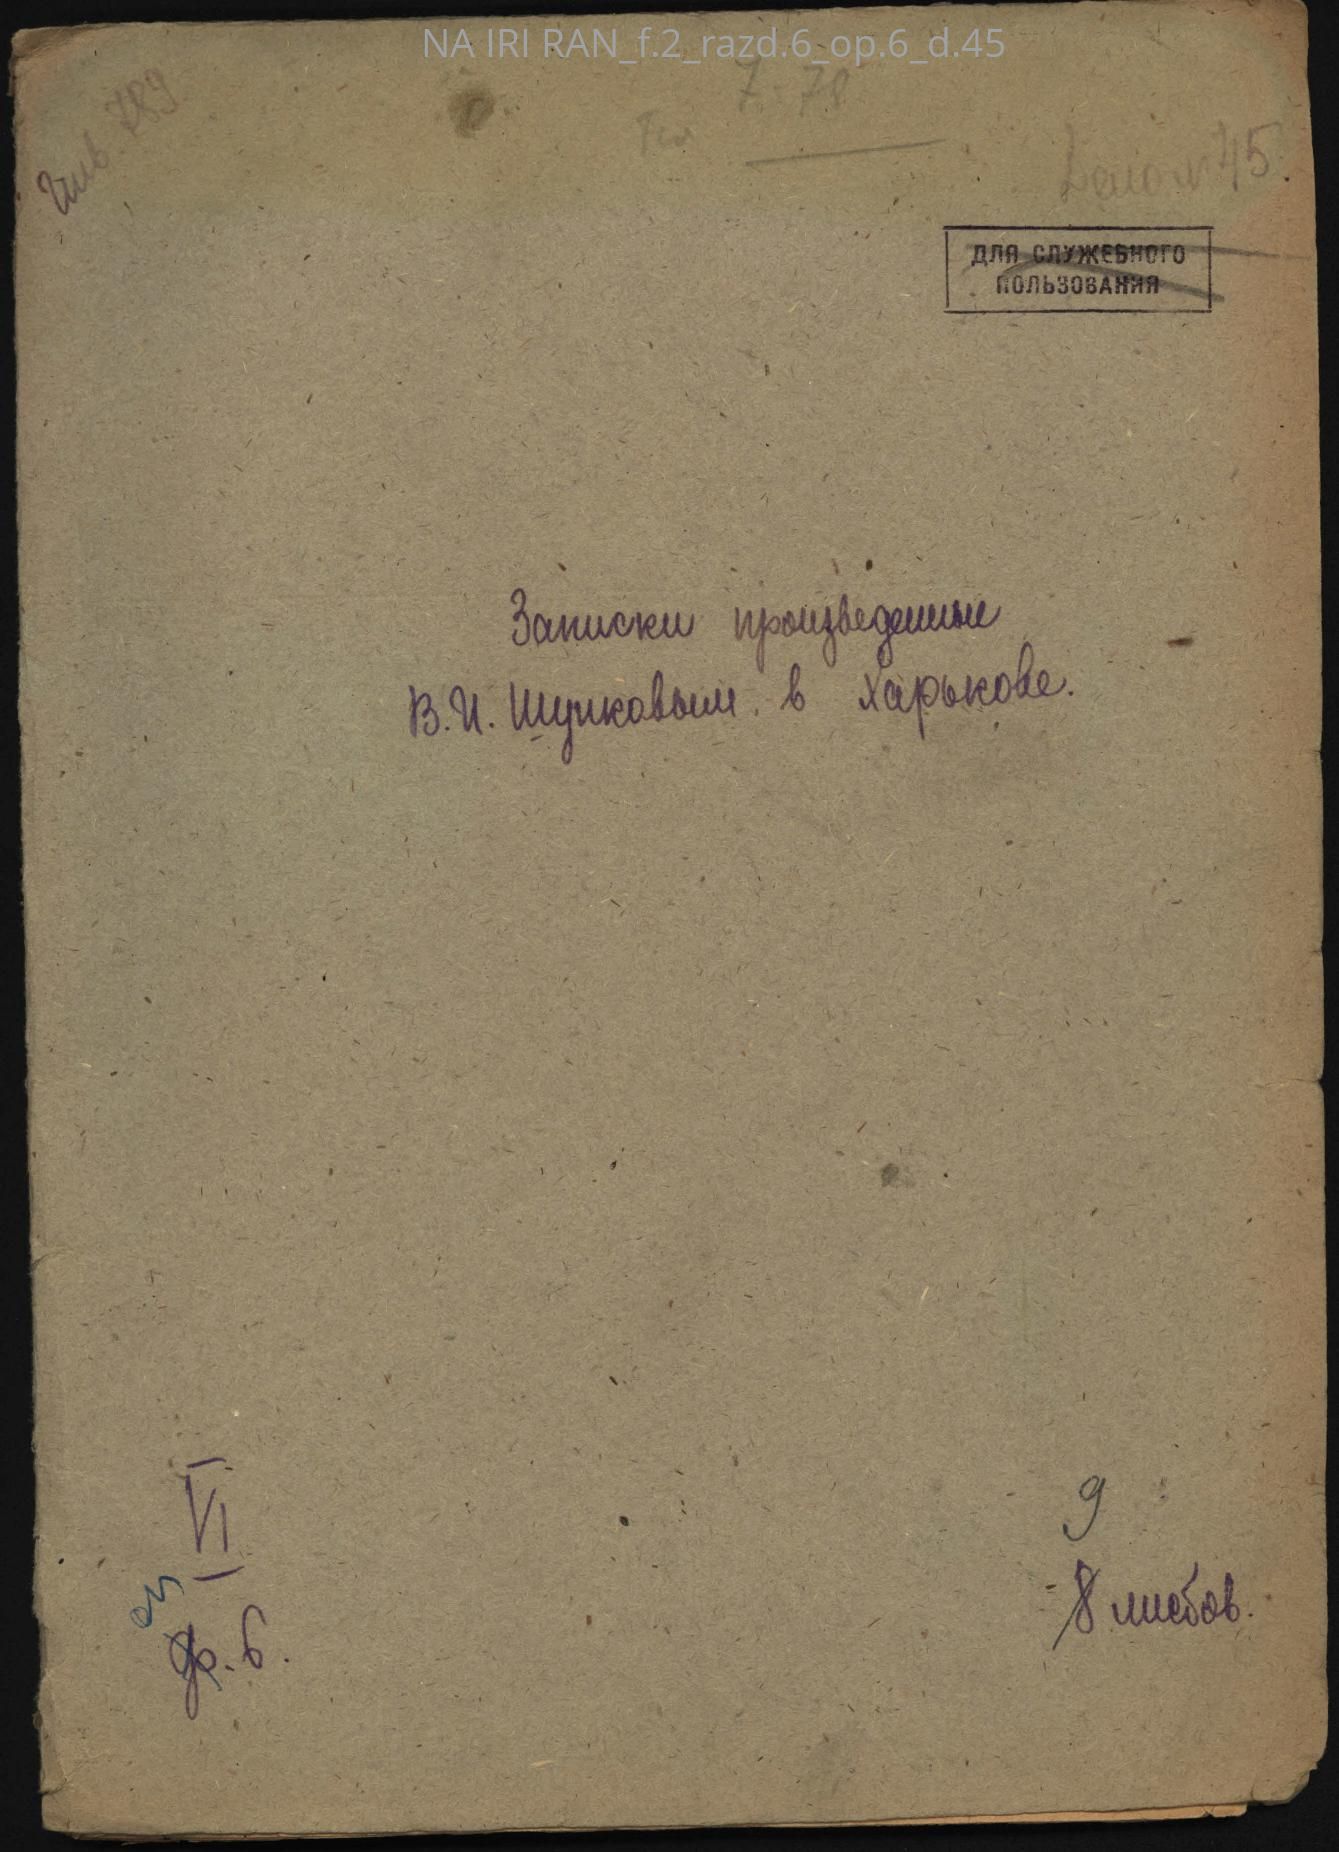 NA IRI RAN_f.2_razd.6_op.6_d.45
Инв. 789
7-78
Дело № 45.
ДЛЯ СЛУЖЕБНОГО
ПОЛЬЗОВАНИЯ
Записки произведенные
В.И. Шунковым в Харькове.
VI
оп
ф. 6.
9
8 листов.